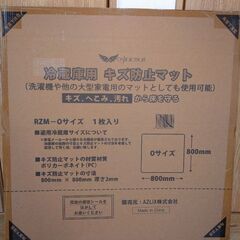 冷蔵庫用 キズ防止マット
(洗濯機や他の大型家電用のマットとしても使用可能)
キズ、へこみ、汚れ から床を守る
RZM-Oサイズ 1枚入り
■適用冷蔵庫サイズについて
■キズ防止マットの材質
ポリカーボネイト(PC)
■キズ防止マットの寸法
800mm × 800mm 厚さ2mm
Oサイズ
800mm
800mm
販売元:AZLIX株式会社
Made in China